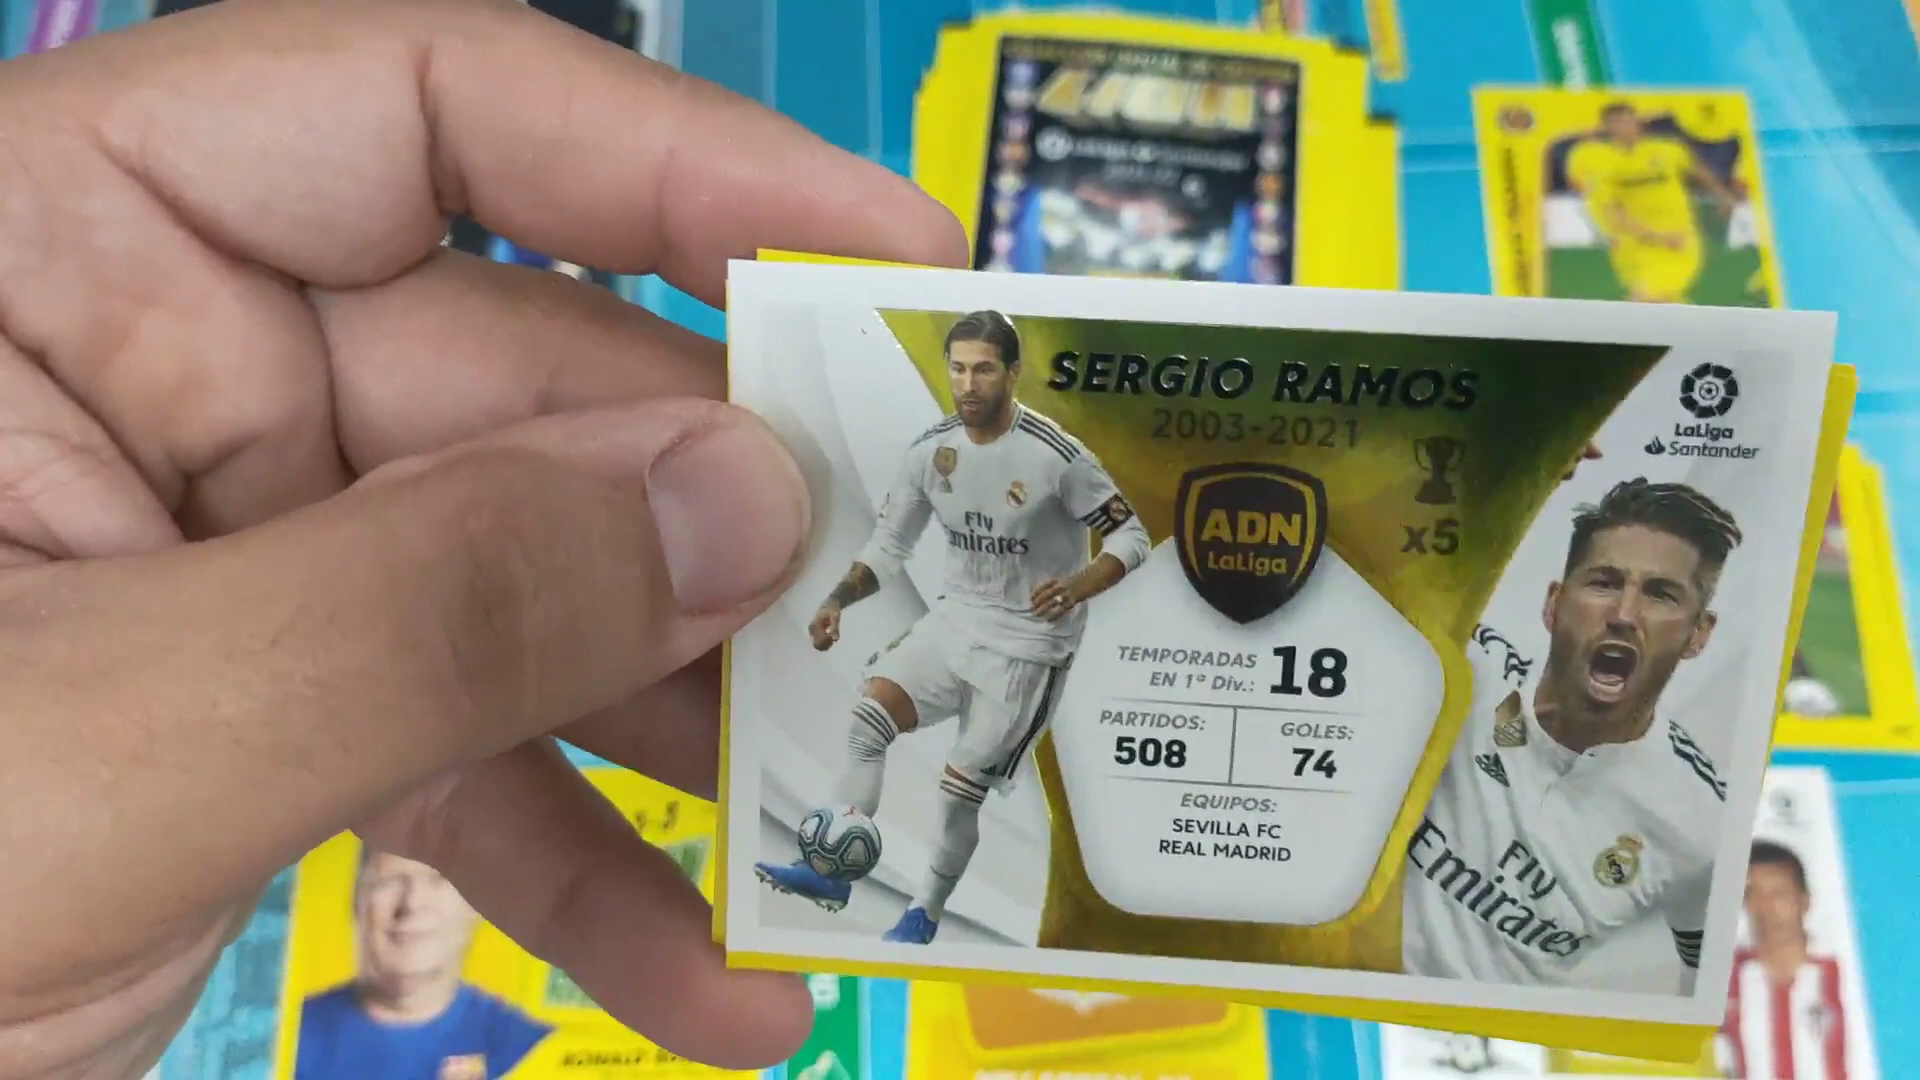 SERGIO RAMOS
2003-2021
x5
ADN
LaLiga
LaLiga
Santander
TEMPORADAS
EN 1ª Div.: 18
PARTIDOS:
508
GOLES:
74
EQUIPOS:
SEVILLA FC
REAL MADRID
Fly
Emirates
Fly
Emirates